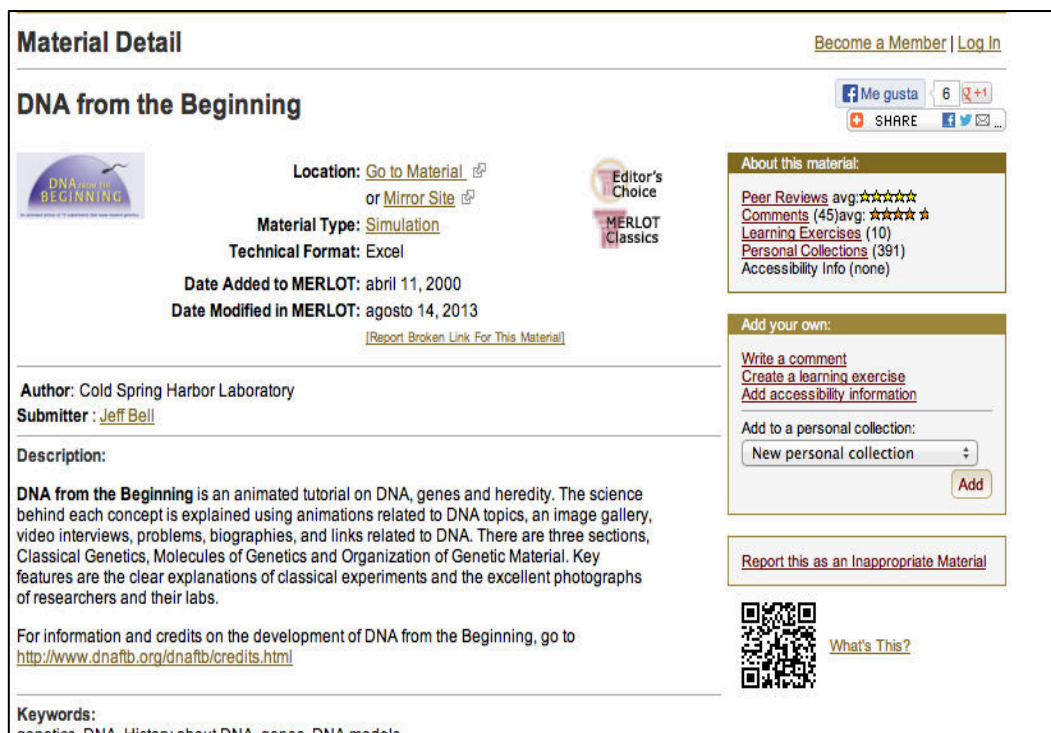 Material Detail
Become a Member | Log In
DNA from the Beginning
Me gusta 6 +1
SHARE
DNA FROM THE
BEGINNING
Location: Go to Material
or Mirror Site
Material Type: Simulation
Technical Format: Excel
Date Added to MERLOT: abril 11, 2000
Date Modified in MERLOT: agosto 14, 2013
[Report Broken Link For This Material]
Editor's
Choice
MERLOT
Classics
Author: Cold Spring Harbor Laboratory
Submitter : Jeff Bell
Description:
DNA from the Beginning is an animated tutorial on DNA, genes and heredity. The science
behind each concept is explained using animations related to DNA topics, an image gallery,
video interviews, problems, biographies, and links related to DNA. There are three sections,
Classical Genetics, Molecules of Genetics and Organization of Genetic Material. Key
features are the clear explanations of classical experiments and the excellent photographs
of researchers and their labs.
For information and credits on the development of DNA from the Beginning, go to
http://www.dnaftb.org/dnaftb/credits.html
Keywords:
genetics, DNA, History about DNA, genes, DNA models
About this material:
Peer Reviews avg:
Comments (45)avg:
Learning Exercises (10)
Personal Collections (391)
Accessibility Info (none)
Add your own:
Write a comment
Create a learning exercise
Add accessibility information
Add to a personal collection:
New personal collection
Add
Report this as an Inappropriate Material
What's This?